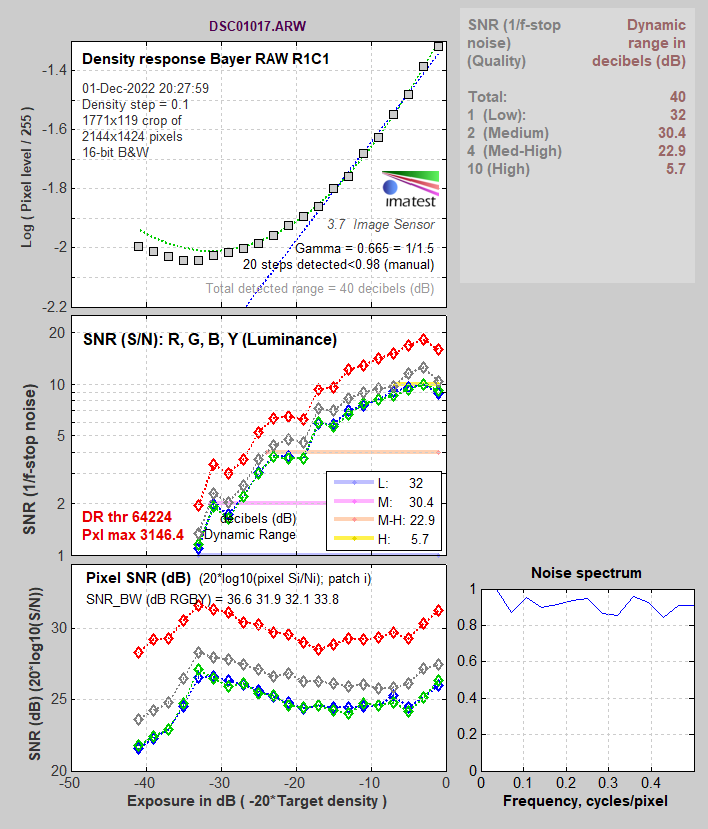 DSC01017.ARW
Density response Bayer RAW R1C1
01-Dec-2022 20:27:59
Density step = 0.1
1771x119 crop of
2144x1424 pixels
16-bit B&W
imatest
3.7 Image Sensor
Gamma = 0.665 = 1/1.5
20 steps detected<0.98 (manual)
Total detected range = 40 decibels (dB)
Log ( Pixel level / 255 )
-1.4
-1.6
-1.8
-2
-2.2
SNR (1/f-stop noise) (Quality)
Dynamic range in decibels (dB)
Total: 40
1 (Low): 32
2 (Medium) 30.4
4 (Med-High) 22.9
10 (High) 5.7
SNR (S/N): R, G, B, Y (Luminance)
SNR (1/f-stop noise)
20
10
5
2
1
DR thr 64224
Pxl max 3146.4
decibels (dB)
Dynamic Range
L: 32
M: 30.4
M-H: 22.9
H: 5.7
Pixel SNR (dB) (20*log10(pixel Si/Ni); patch i)
SNR_BW (dB RGBY) = 36.6 31.9 32.1 33.8
SNR (dB) (20*log10(S/N))
30
25
20
-50 -40 -30 -20 -10 0
Exposure in dB ( -20*Target density )
Noise spectrum
1
0.8
0.6
0.4
0.2
0
0 0.1 0.2 0.3 0.4
Frequency, cycles/pixel